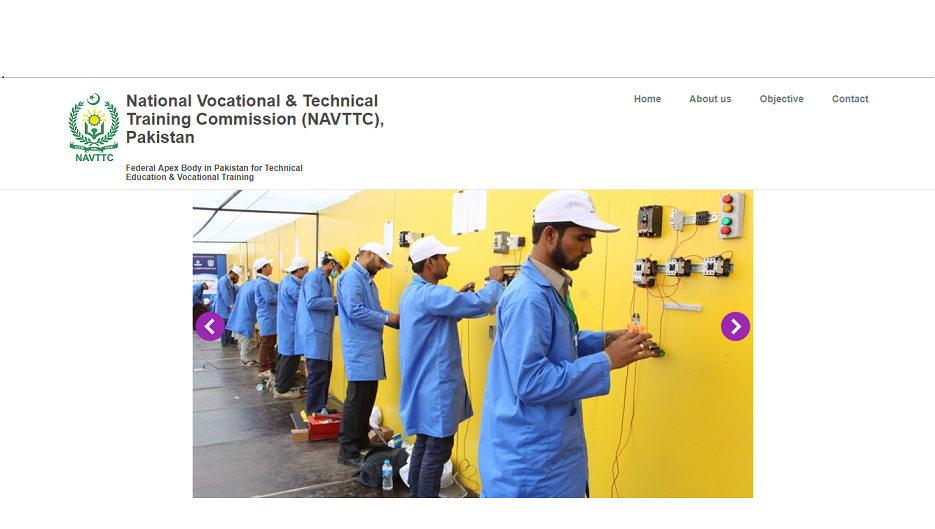 National Vocational & Technical
Training Commission (NAVTTC),
Pakistan
NAVTTC
Federal Apex Body in Pakistan for Technical
Education & Vocational Training
Home
About us
Objective
Contact